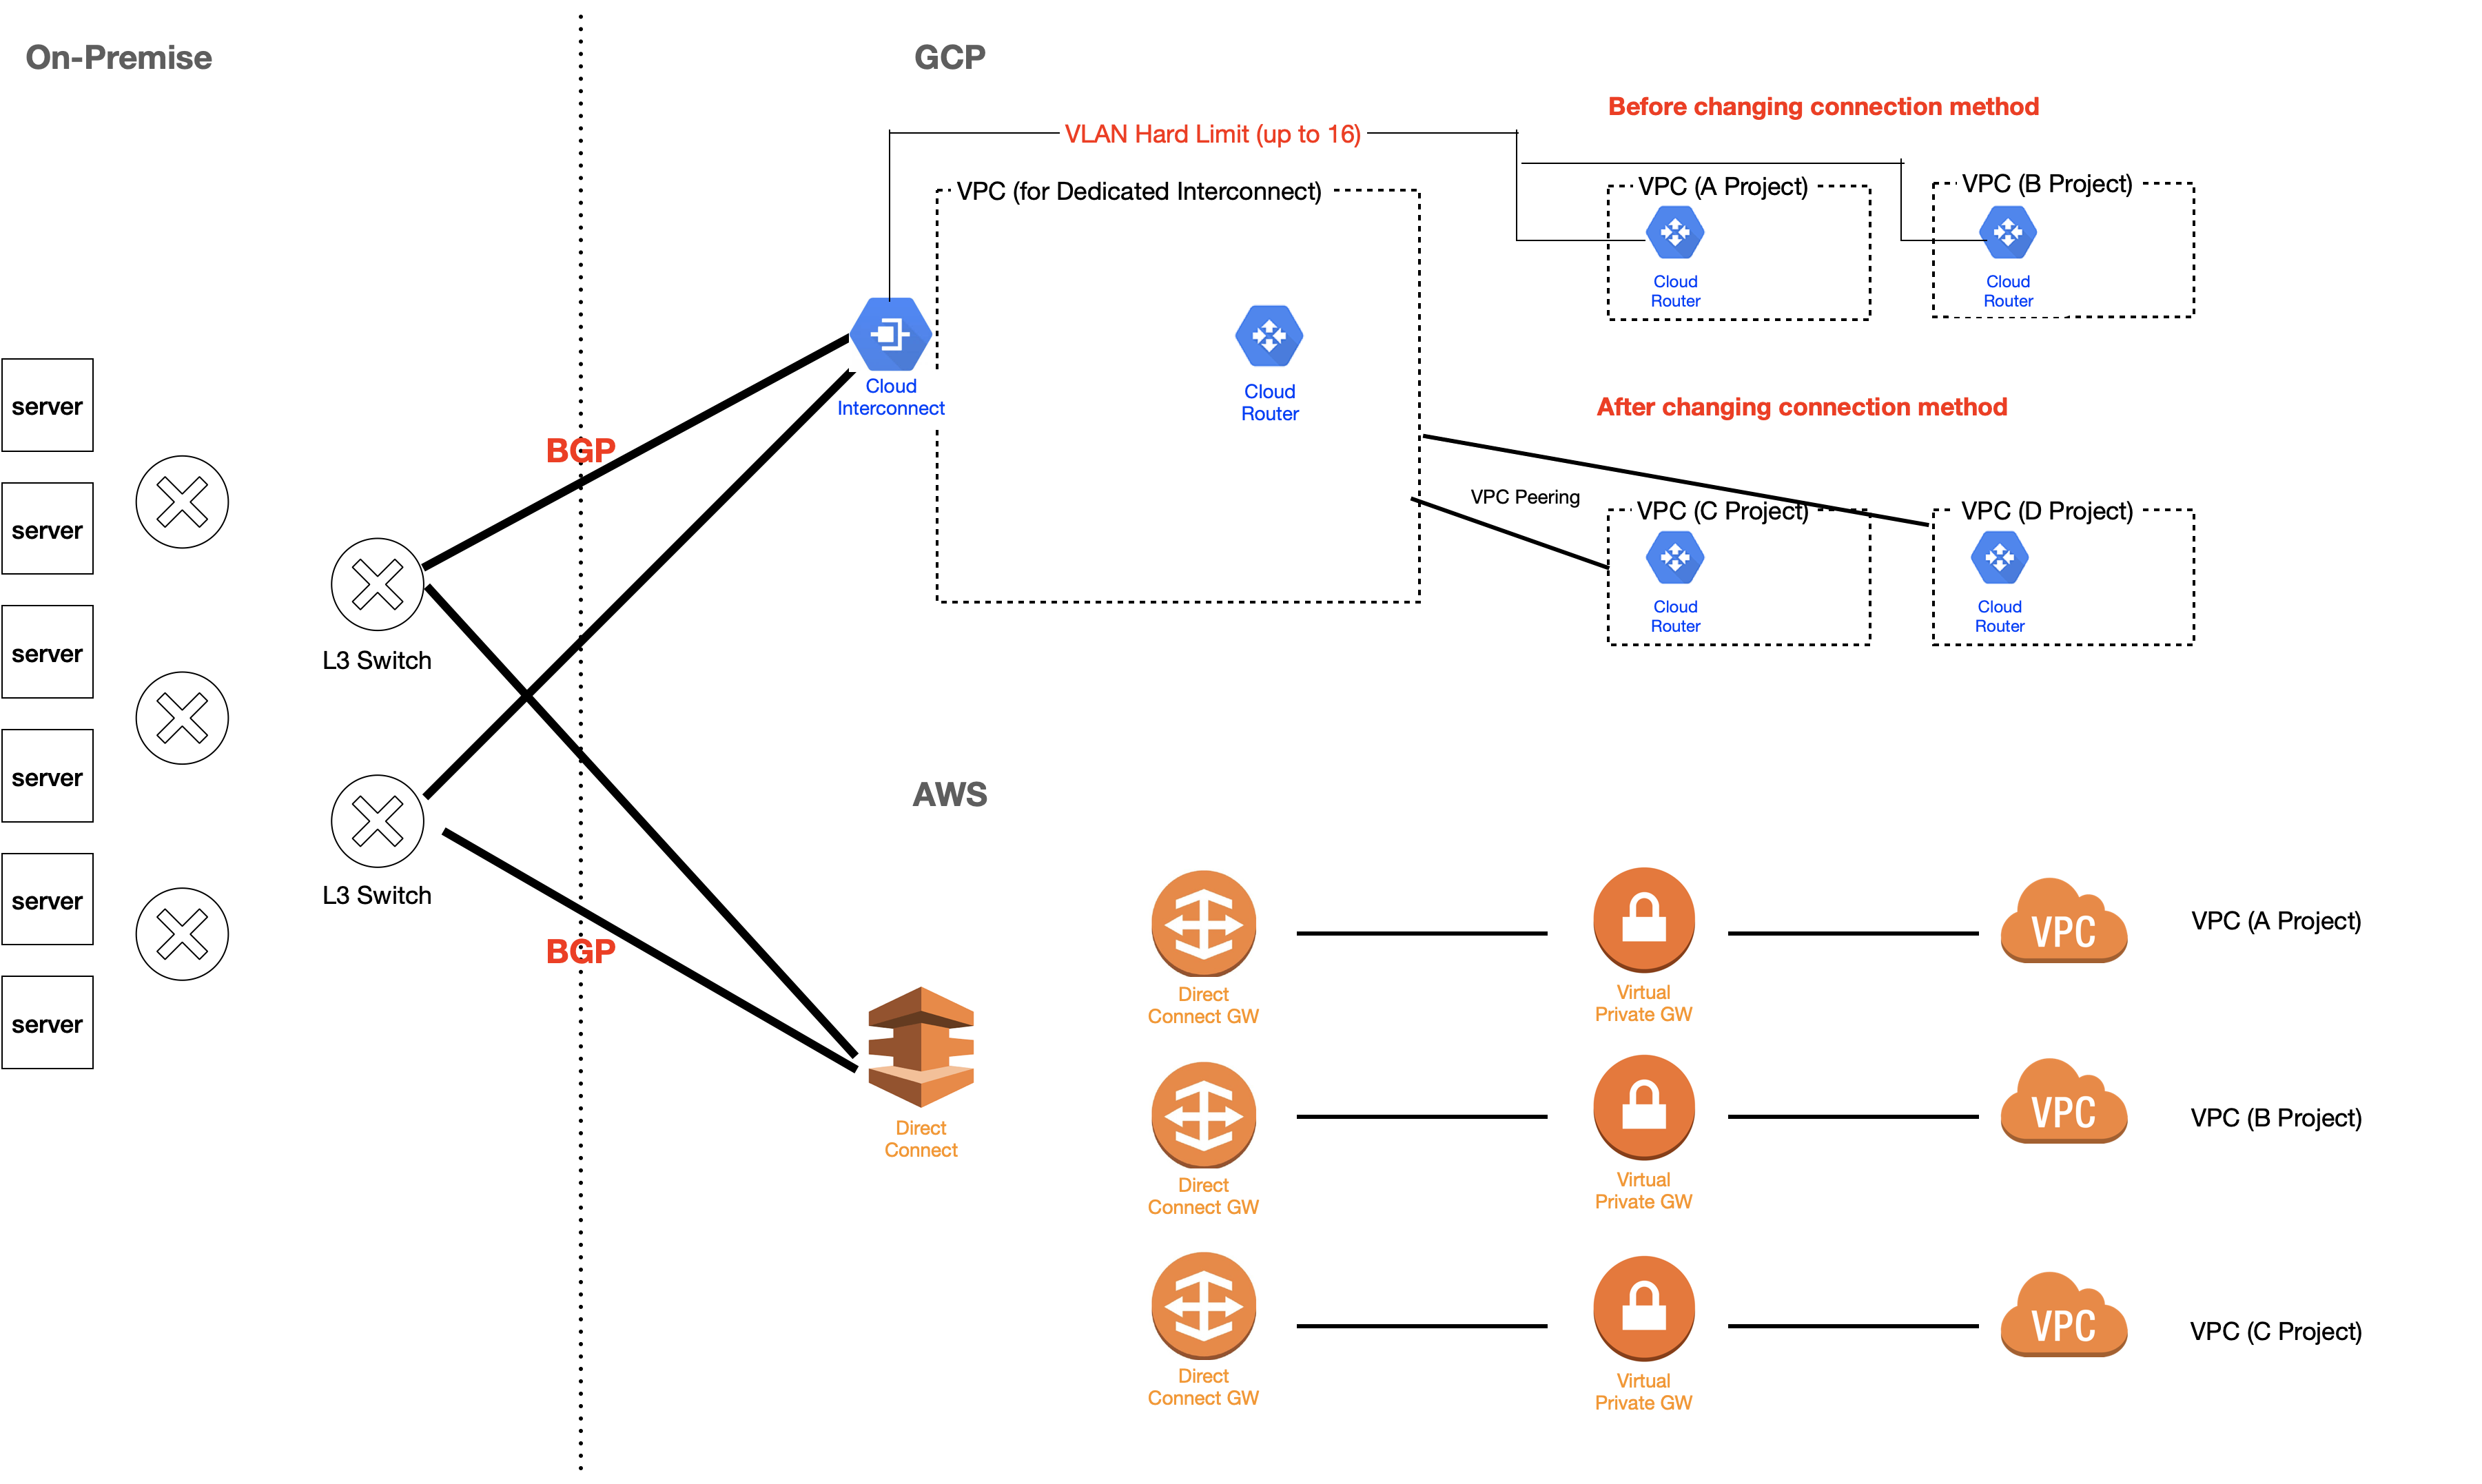 On-Premise
GCP
Before changing connection method
VLAN Hard Limit (up to 16)
VPC (for Dedicated Interconnect)
VPC (A Project)
VPC (B Project)
Cloud
Router
Cloud
Router
Cloud
Interconnect
Cloud
Router
After changing connection method
server
BGP
VPC Peering
VPC (C Project)
VPC (D Project)
server
Cloud
Router
Cloud
Router
server
L3 Switch
server
AWS
L3 Switch
server
BGP
VPC
VPC (A Project)
Direct
Connect GW
Virtual
Private GW
server
Direct
Connect
VPC
VPC (B Project)
Direct
Connect GW
Virtual
Private GW
VPC
VPC (C Project)
Direct
Connect GW
Virtual
Private GW